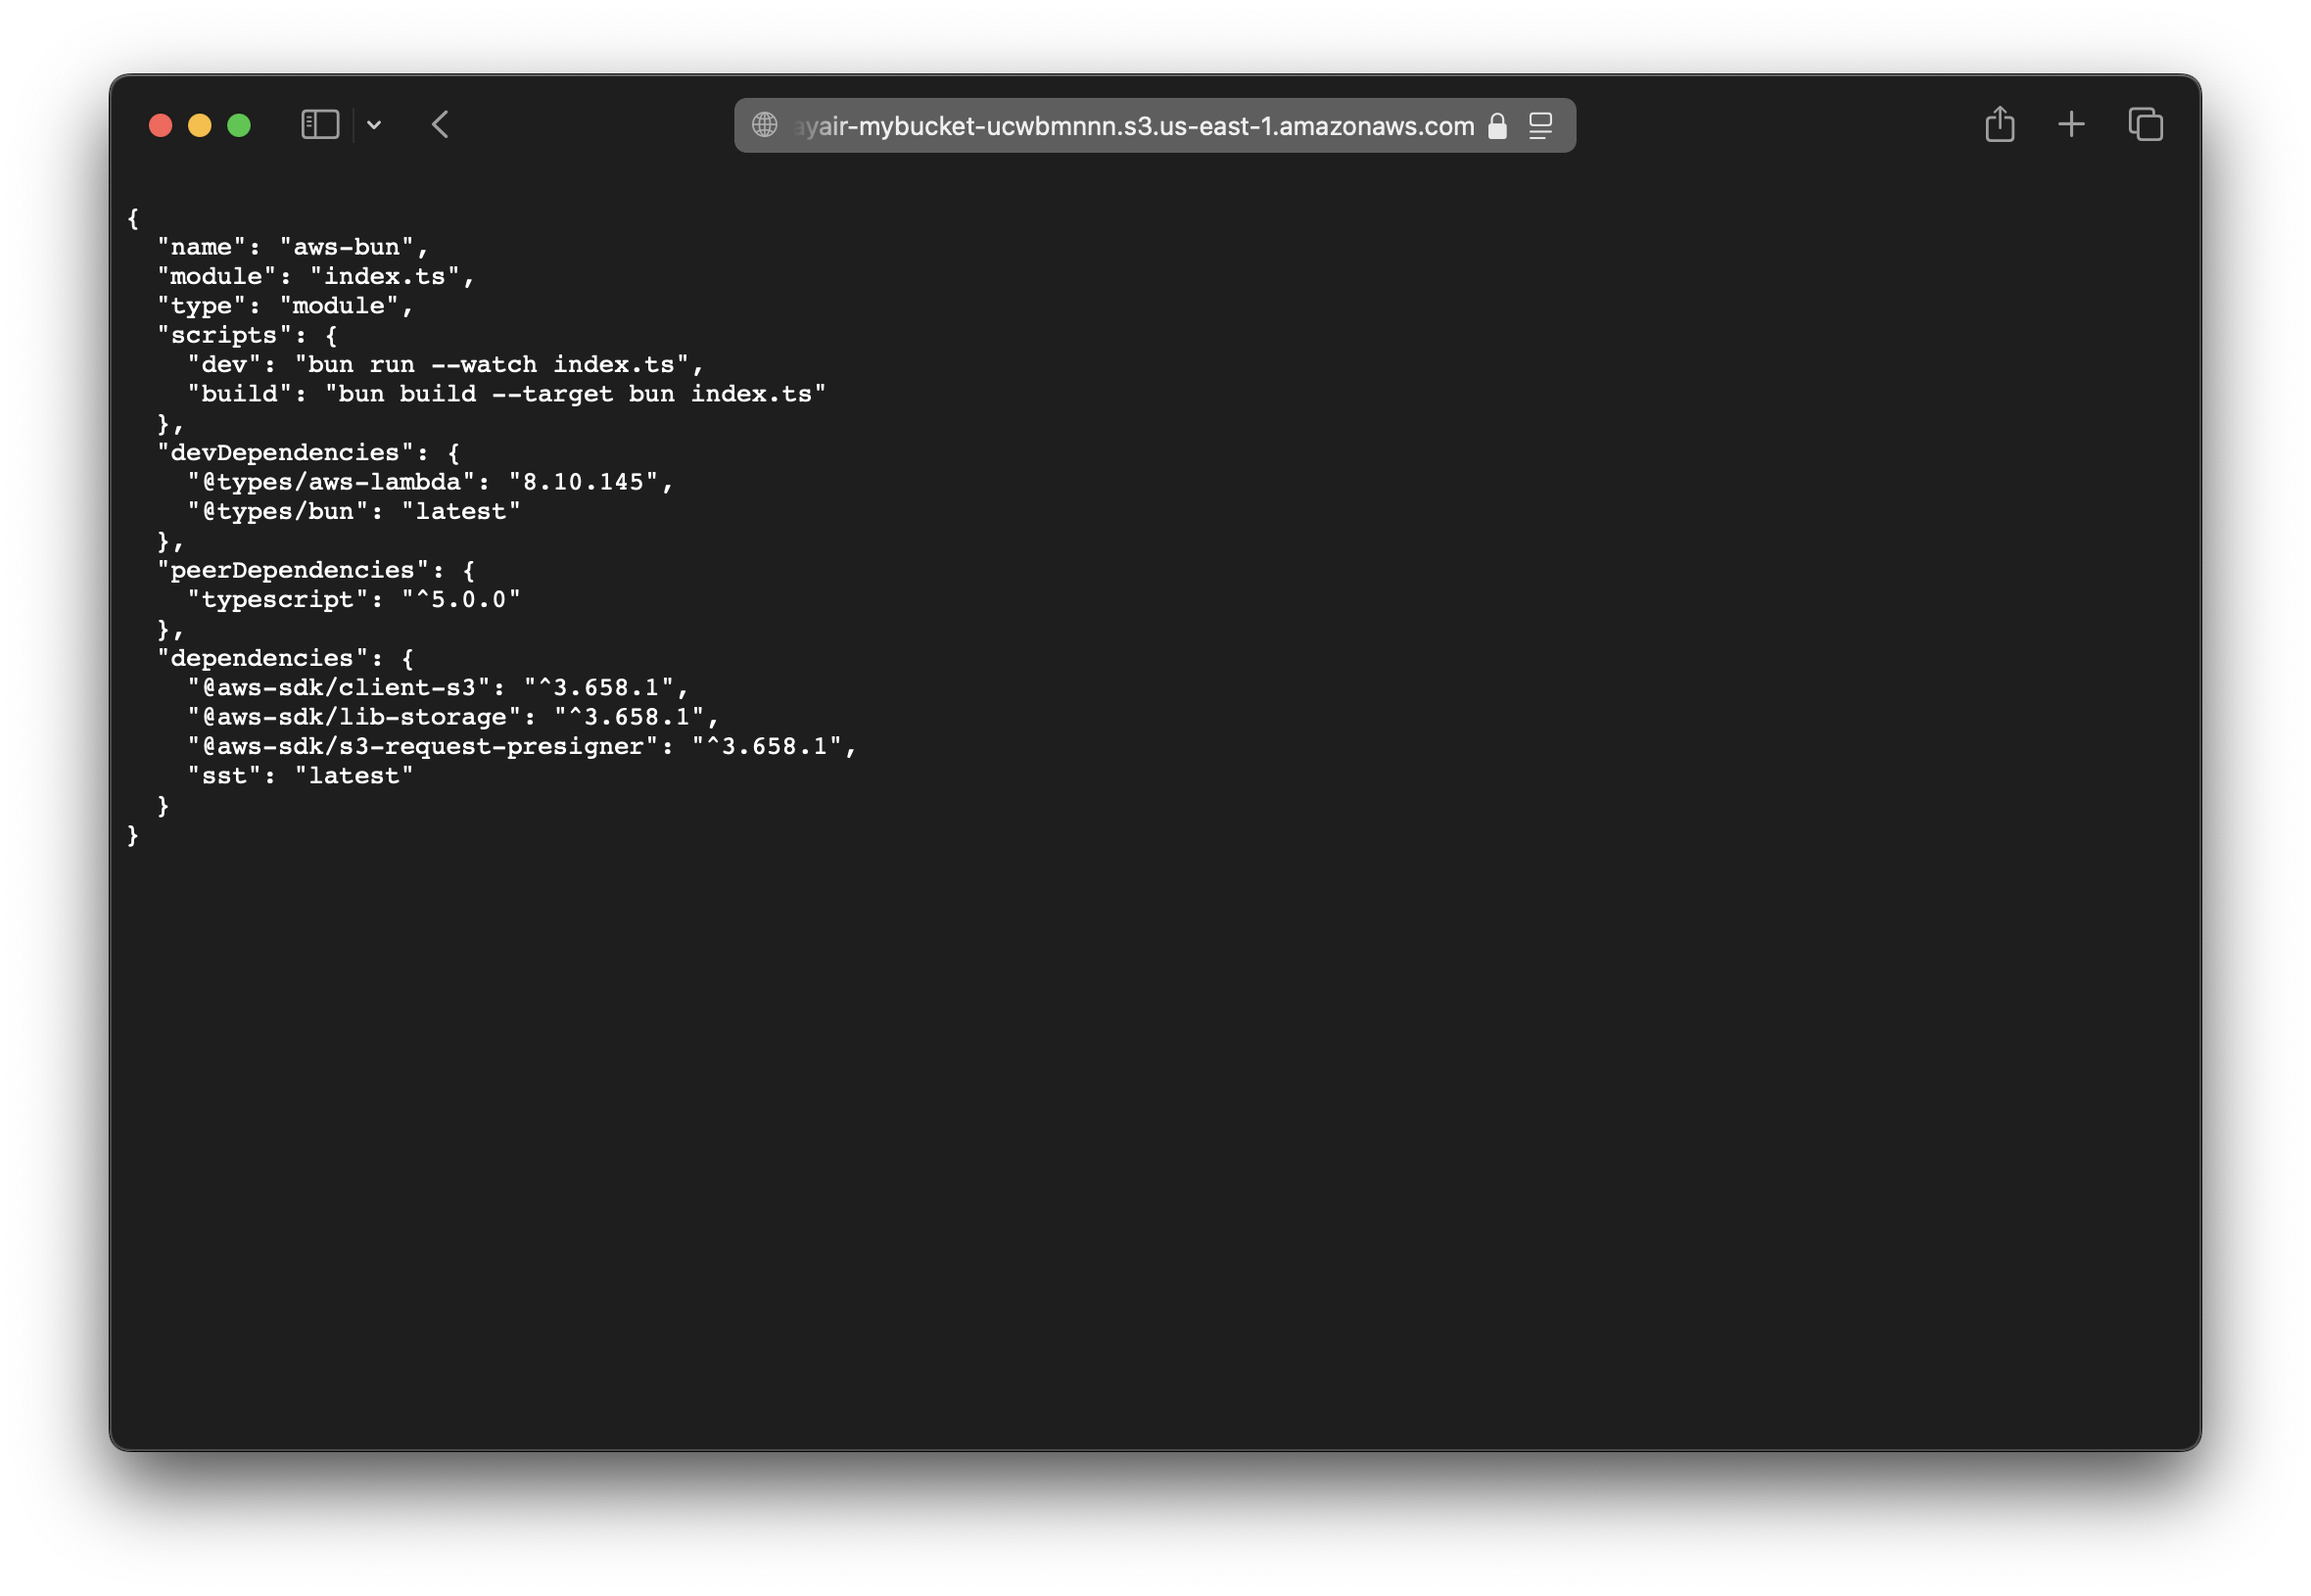 ayair-mybucket-ucwbmnnn.s3.us-east-1.amazonaws.com
{
  "name": "aws-bun",
  "module": "index.ts",
  "type": "module",
  "scripts": {
    "dev": "bun run --watch index.ts",
    "build": "bun build --target bun index.ts"
  },
  "devDependencies": {
    "@types/aws-lambda": "8.10.145",
    "@types/bun": "latest"
  },
  "peerDependencies": {
    "typescript": "^5.0.0"
  },
  "dependencies": {
    "@aws-sdk/client-s3": "^3.658.1",
    "@aws-sdk/lib-storage": "^3.658.1",
    "@aws-sdk/s3-request-presigner": "^3.658.1",
    "sst": "latest"
  }
}